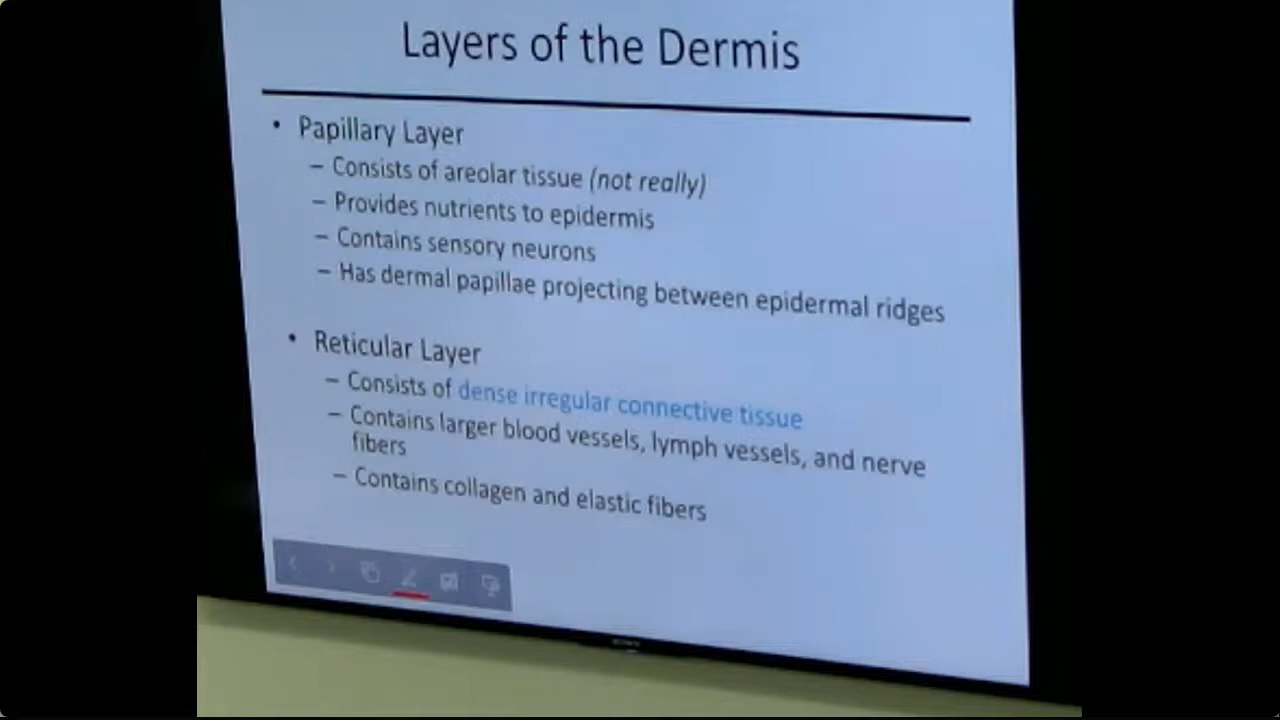 Layers of the Dermis
• Papillary Layer
– Consists of areolar tissue (not really)
– Provides nutrients to epidermis
– Contains sensory neurons
– Has dermal papillae projecting between epidermal ridges
• Reticular Layer
– Consists of dense irregular connective tissue
– Contains larger blood vessels, lymph vessels, and nerve
fibers
– Contains collagen and elastic fibers
SONY